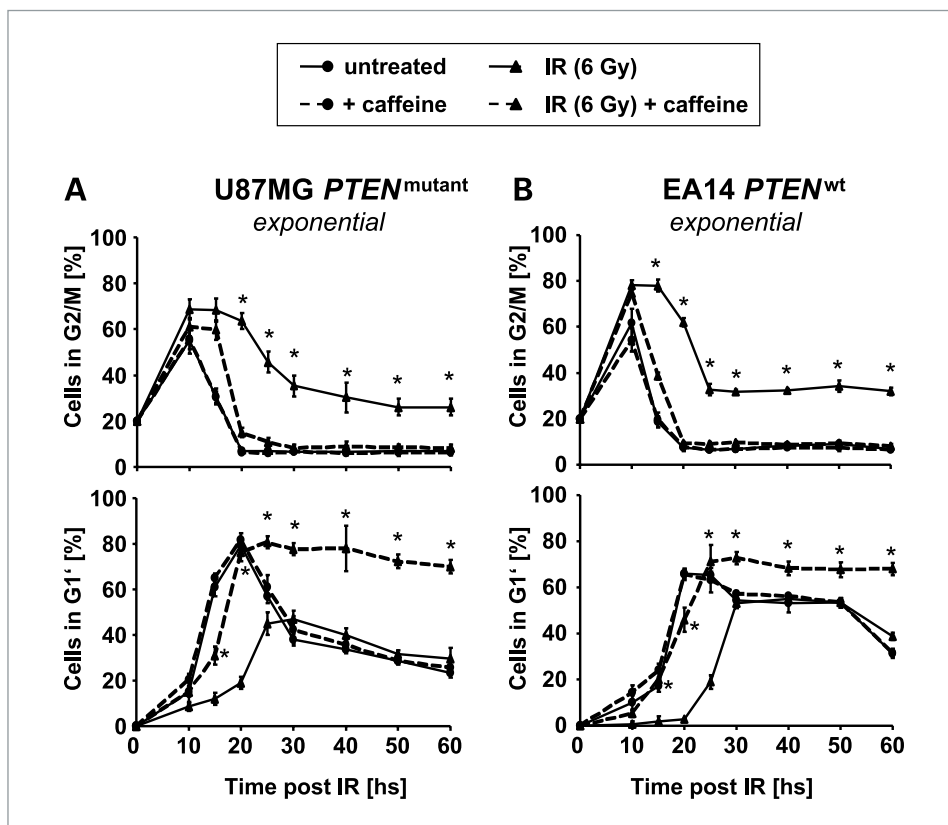 untreated IR (6 Gy)
+ caffeine IR (6 Gy) + caffeine
A U87MG PTENmutant
exponential
B EA14 PTENwt
exponential
Cells in G2/M [%]
100
80
60
40
20
0
* * * * * *
Cells in G2/M [%]
100
80
60
40
20
0
* * * * * * * *
Cells in G1‘ [%]
100
80
60
40
20
0
* * * * *
* *
0 10 20 30 40 50 60
Time post IR [hs]
Cells in G1‘ [%]
100
80
60
40
20
0
* * * * *
* *
0 10 20 30 40 50 60
Time post IR [hs]